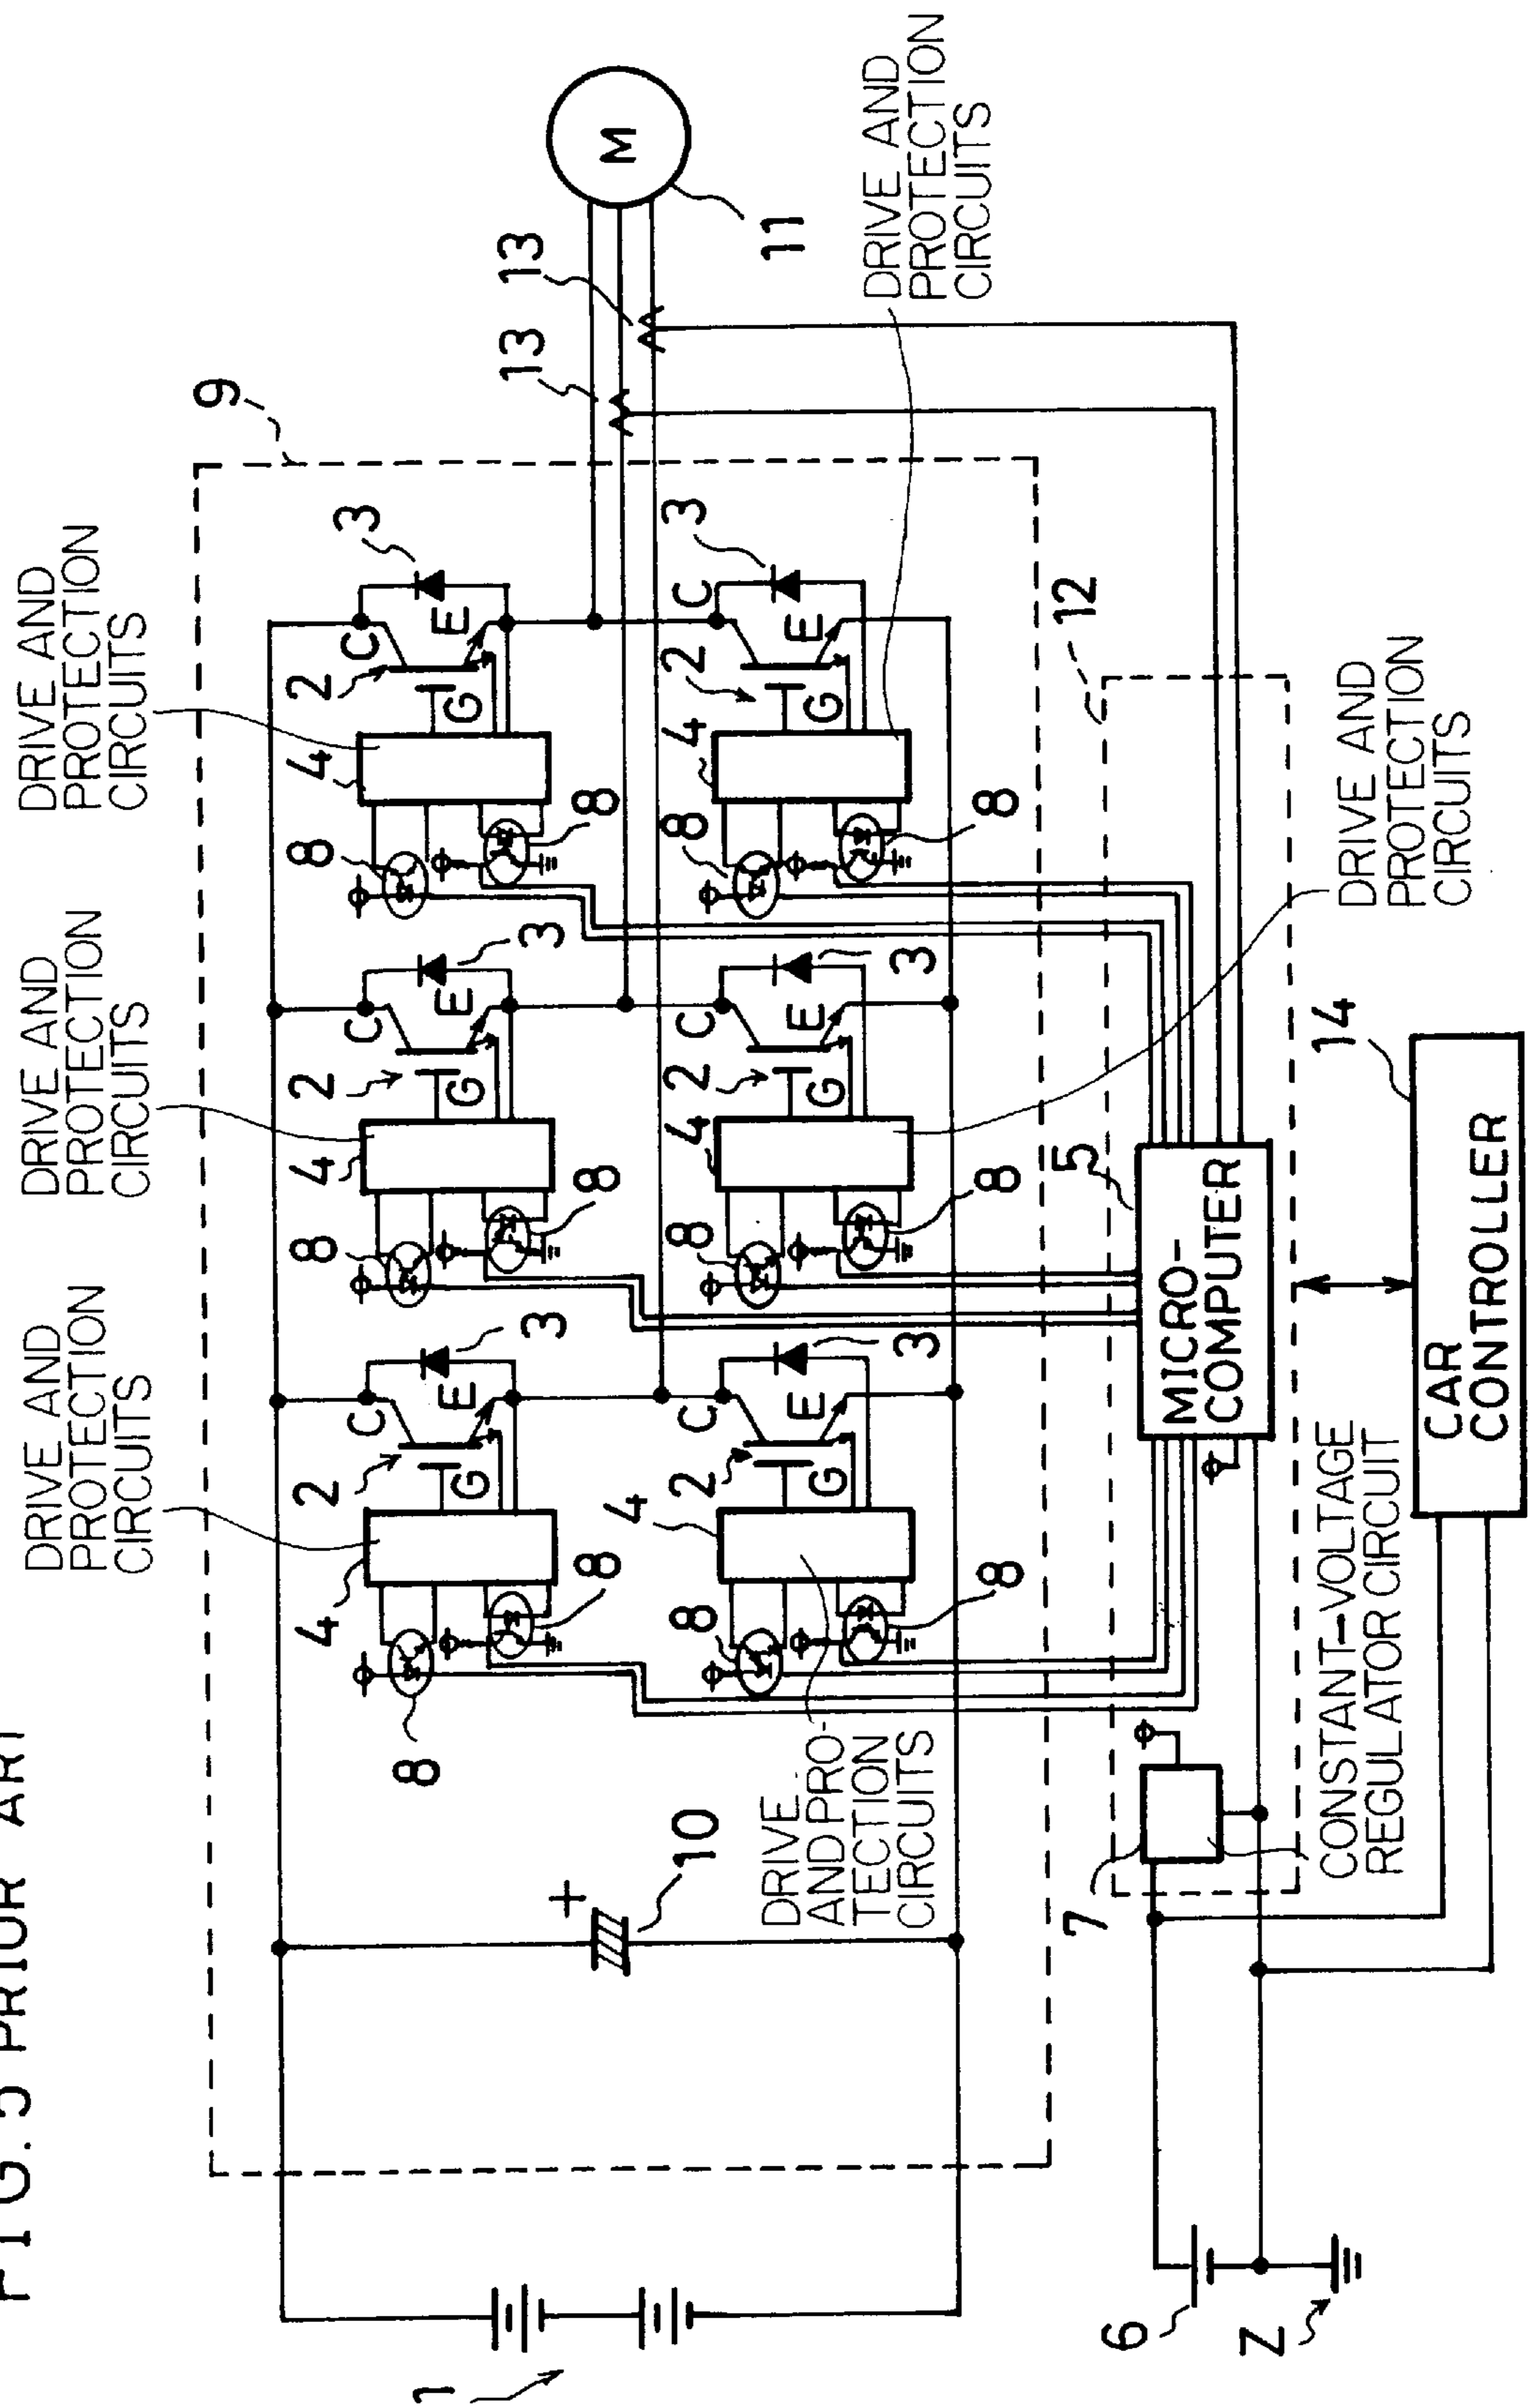 FIG. 5 PRIOR ART
DRIVE AND
PROTECTION
CIRCUITS
DRIVE AND
PROTECTION
CIRCUITS
DRIVE AND
PROTECTION
CIRCUITS
9
4
2
C
E
G
3
8
8
4
2
C
E
G
3
8
8
4
2
C
E
G
3
8
8
13
13
M
11
1
+
10
DRIVE
AND PRO-
TECTION
CIRCUITS
4
2
C
E
G
3
8
8
4
2
C
E
G
3
8
8
4
2
C
E
G
3
8
8
DRIVE AND
PROTECTION
CIRCUITS
DRIVE AND
PROTECTION
CIRCUITS
12
5
MICRO-
COMPUTER
7
CONSTANT-VOLTAGE
REGULATOR CIRCUIT
6
Z
14
CAR
CONTROLLER